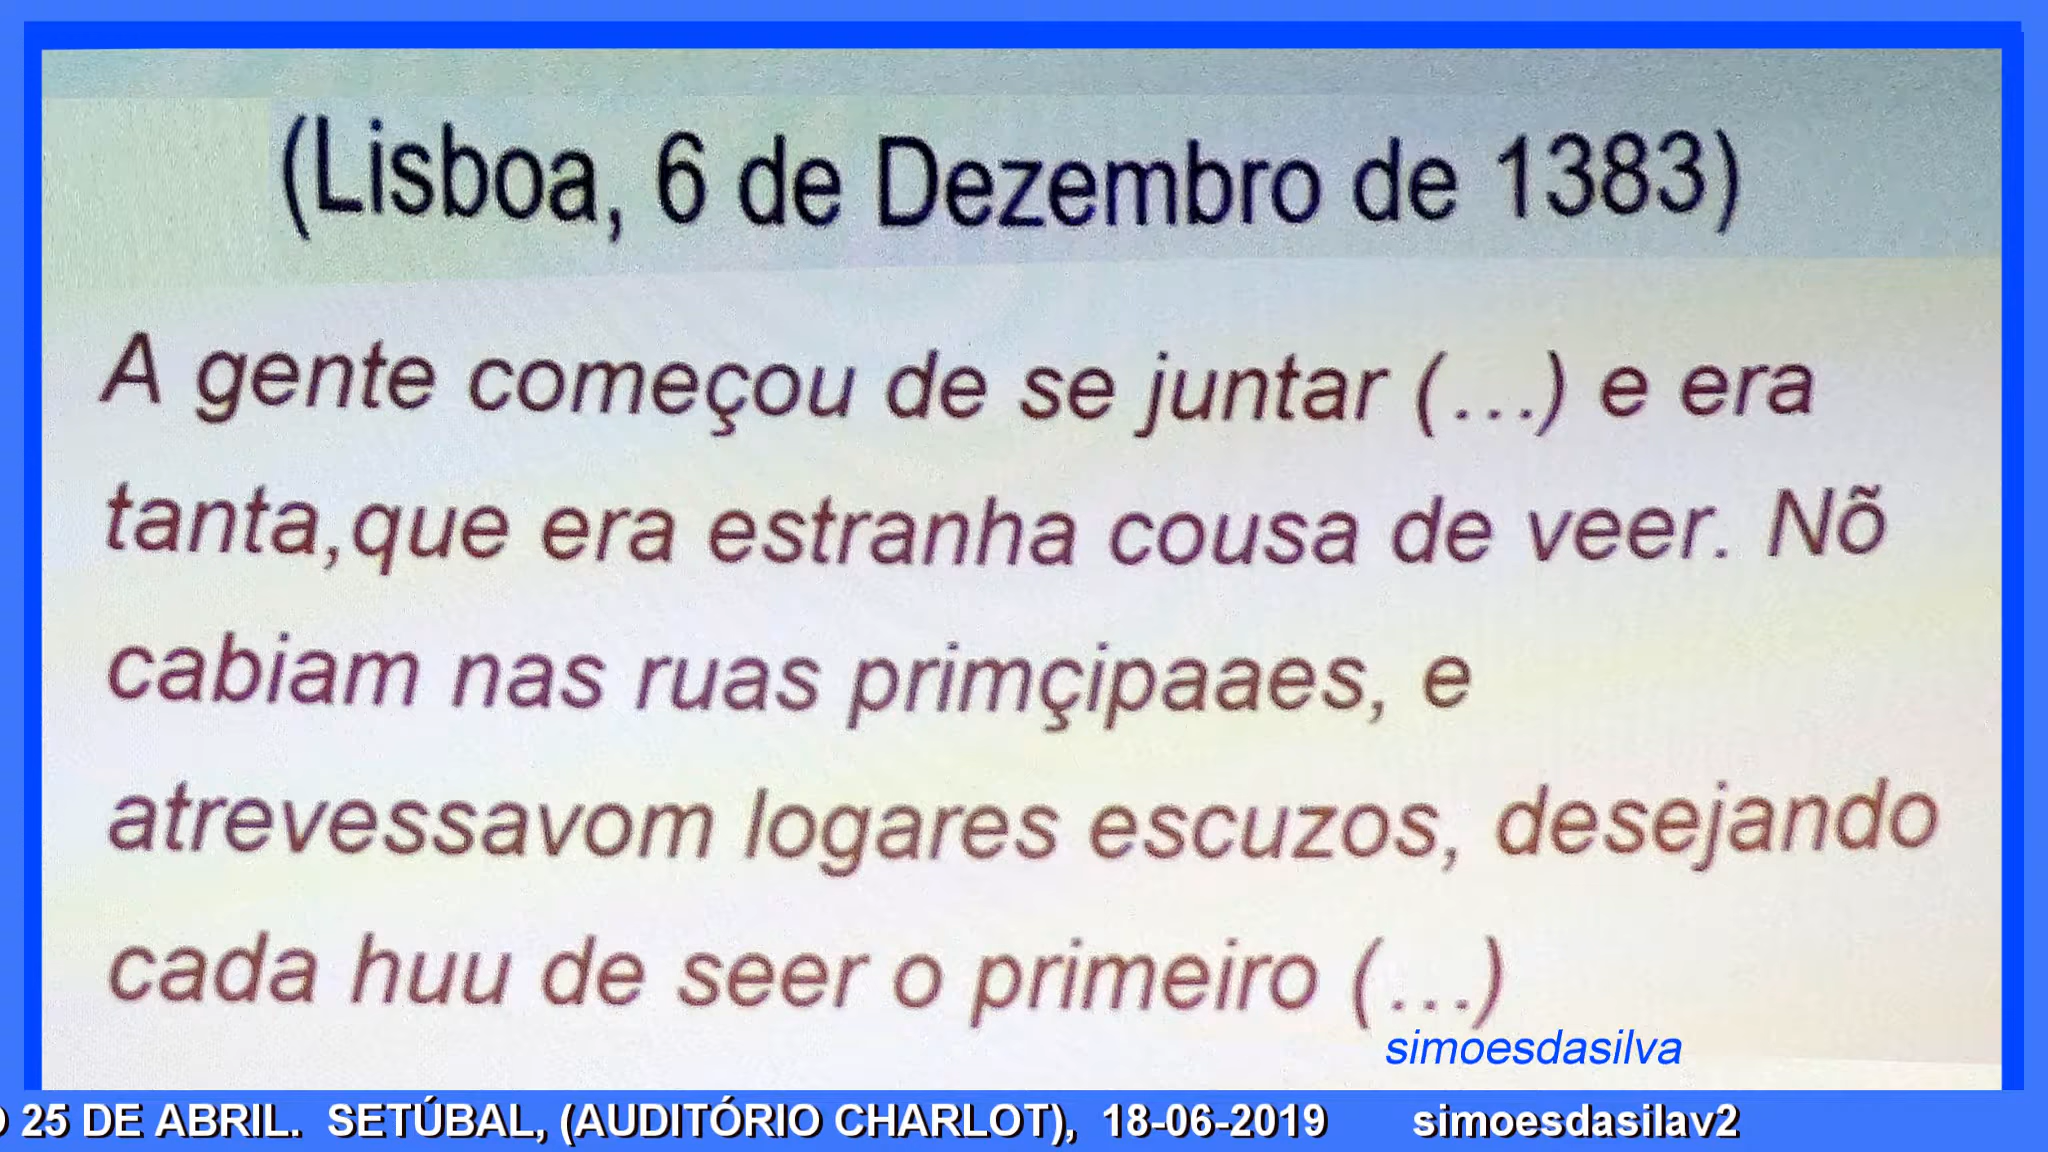 (Lisboa, 6 de Dezembro de 1383)
A gente começou de se juntar (...) e era
tanta,que era estranha cousa de veer. Nõ
cabiam nas ruas primçipaaes, e
atrevessavom logares escuzos, desejando
cada huu de seer o primeiro (...)
simoesdasilva
25 DE ABRIL. SETÚBAL, (AUDITÓRIO CHARLOT), 18-06-2019 simoesdasilav2